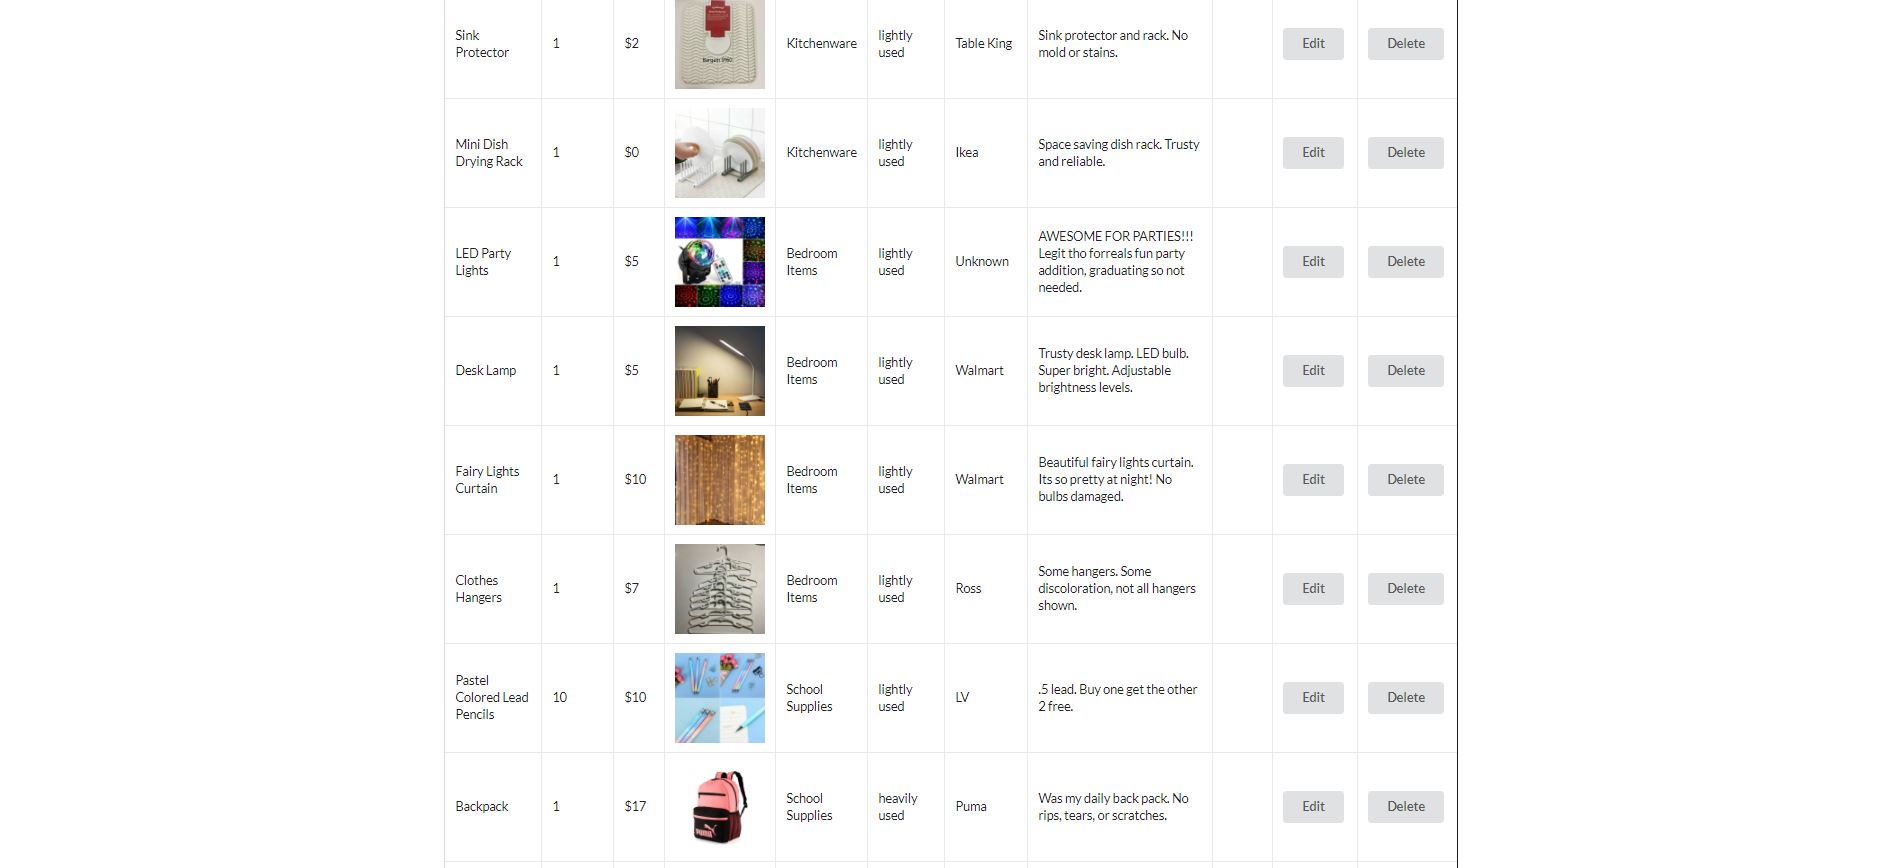 Sink
Protector
1
$2
Kitchenware
lightly
used
Table King
Sink protector and rack. No
mold or stains.
Edit
Delete
Mini Dish
Drying Rack
1
$0
Kitchenware
lightly
used
Ikea
Space saving dish rack. Trusty
and reliable.
Edit
Delete
LED Party
Lights
1
$5
Bedroom
Items
lightly
used
Unknown
AWESOME FOR PARTIES!!!
Legit tho forreals fun party
addition, graduating so not
needed.
Edit
Delete
Desk Lamp
1
$5
Bedroom
Items
lightly
used
Walmart
Trusty desk lamp. LED bulb.
Super bright. Adjustable
brightness levels.
Edit
Delete
Fairy Lights
Curtain
1
$10
Bedroom
Items
lightly
used
Walmart
Beautiful fairy lights curtain.
Its so pretty at night! No
bulbs damaged.
Edit
Delete
Clothes
Hangers
1
$7
Bedroom
Items
lightly
used
Ross
Some hangers. Some
discoloration, not all hangers
shown.
Edit
Delete
Pastel
Colored Lead
Pencils
10
$10
School
Supplies
lightly
used
LV
.5 lead. Buy one get the other
2 free.
Edit
Delete
Backpack
1
$17
PUMA
School
Supplies
heavily
used
Puma
Was my daily back pack. No
rips, tears, or scratches.
Edit
Delete